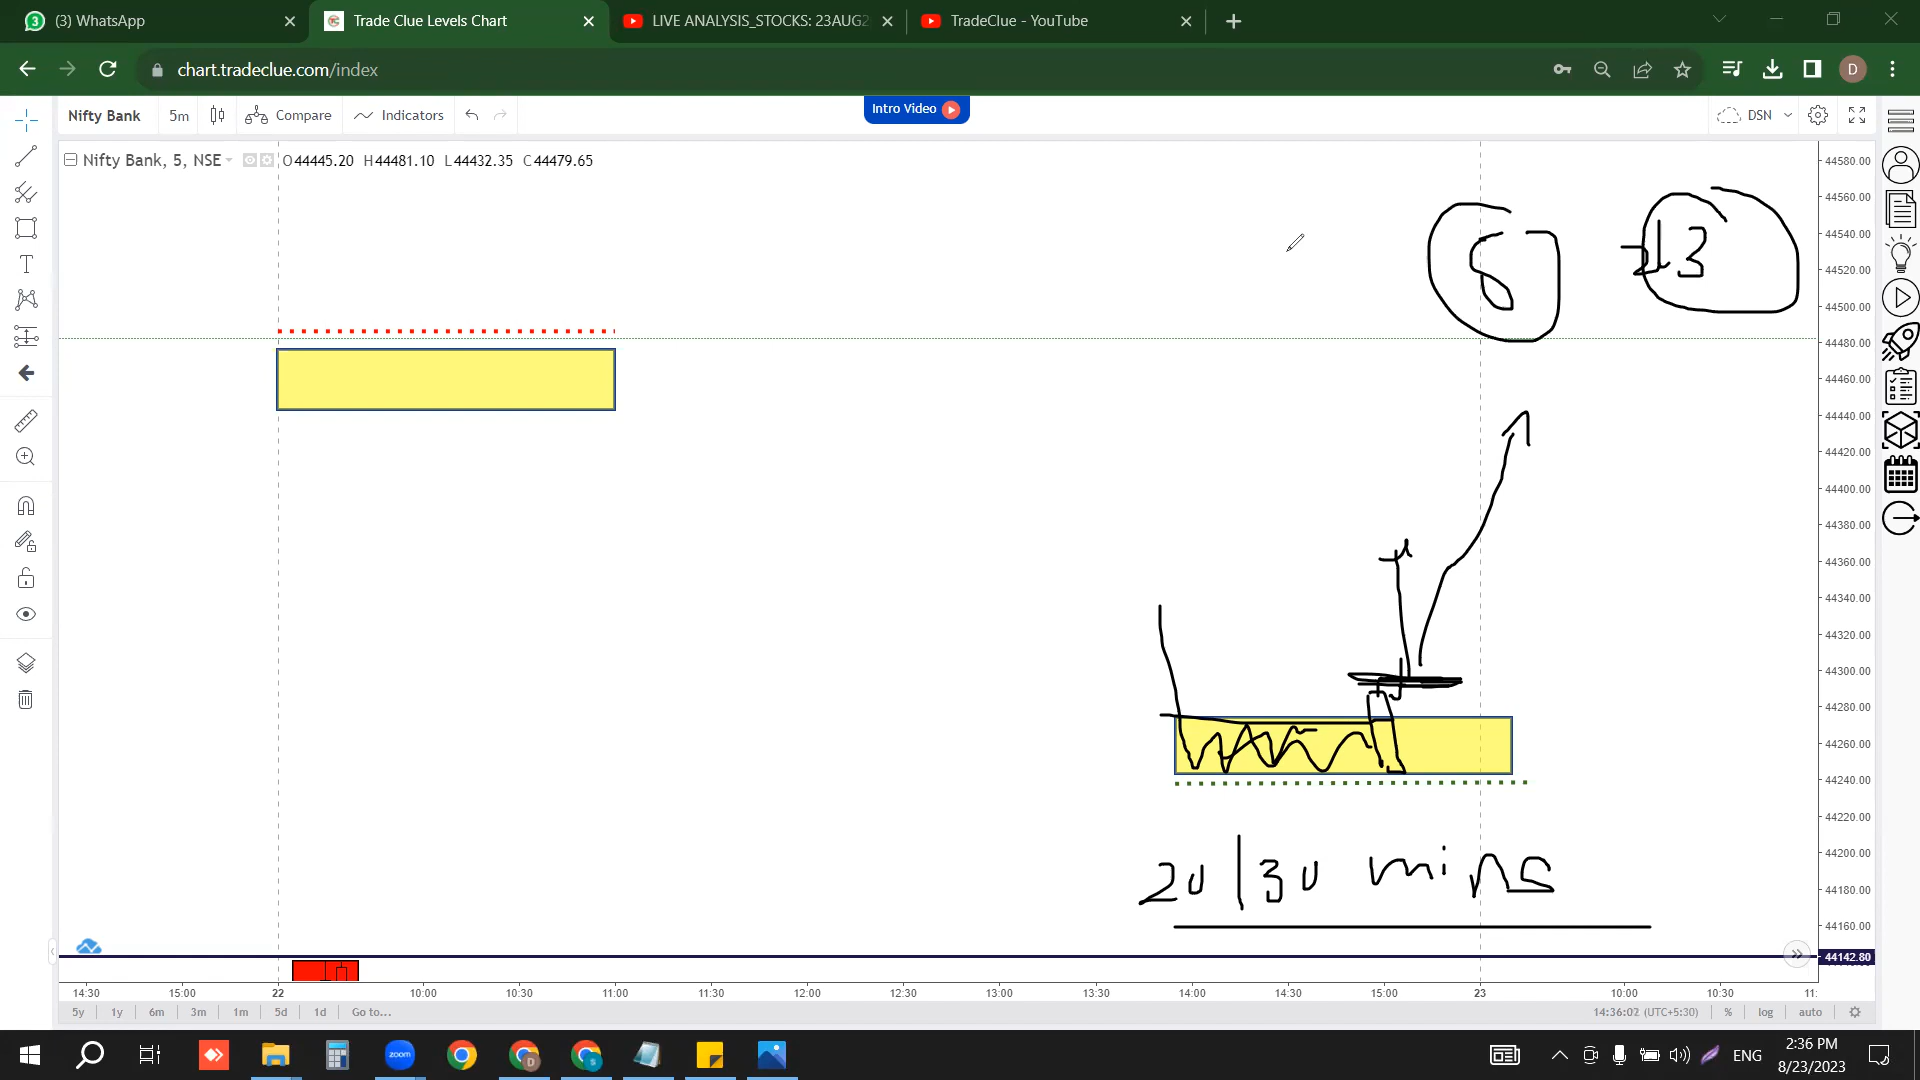 (3) WhatsApp
Trade Clue Levels Chart
LIVE ANALYSIS_STOCKS: 23AUG2
TradeClue - YouTube
chart.tradeclue.com/index
D
Nifty Bank
5m
Compare
Indicators
Intro Video
DSN
Nifty Bank, 5, NSE
O44445.20 H44481.10 L44432.35 C44479.65
44580.00
44560.00
44540.00
44520.00
44500.00
44480.00
44460.00
44440.00
44420.00
44400.00
44380.00
44360.00
44340.00
44320.00
44300.00
44280.00
44260.00
44240.00
44220.00
44200.00
44180.00
44160.00
44142.80
13
20|30 mins
14:30 15:00 22 10:00 10:30 11:00 11:30 12:00 12:30 13:00 13:30 14:00 14:30 15:00 23 10:00 10:30 11:
5y 1y 6m 3m 1m 5d 1d Go to...
14:36:02 (UTC+5:30) % log auto
zoom
D
S
ENG
2:36 PM
8/23/2023